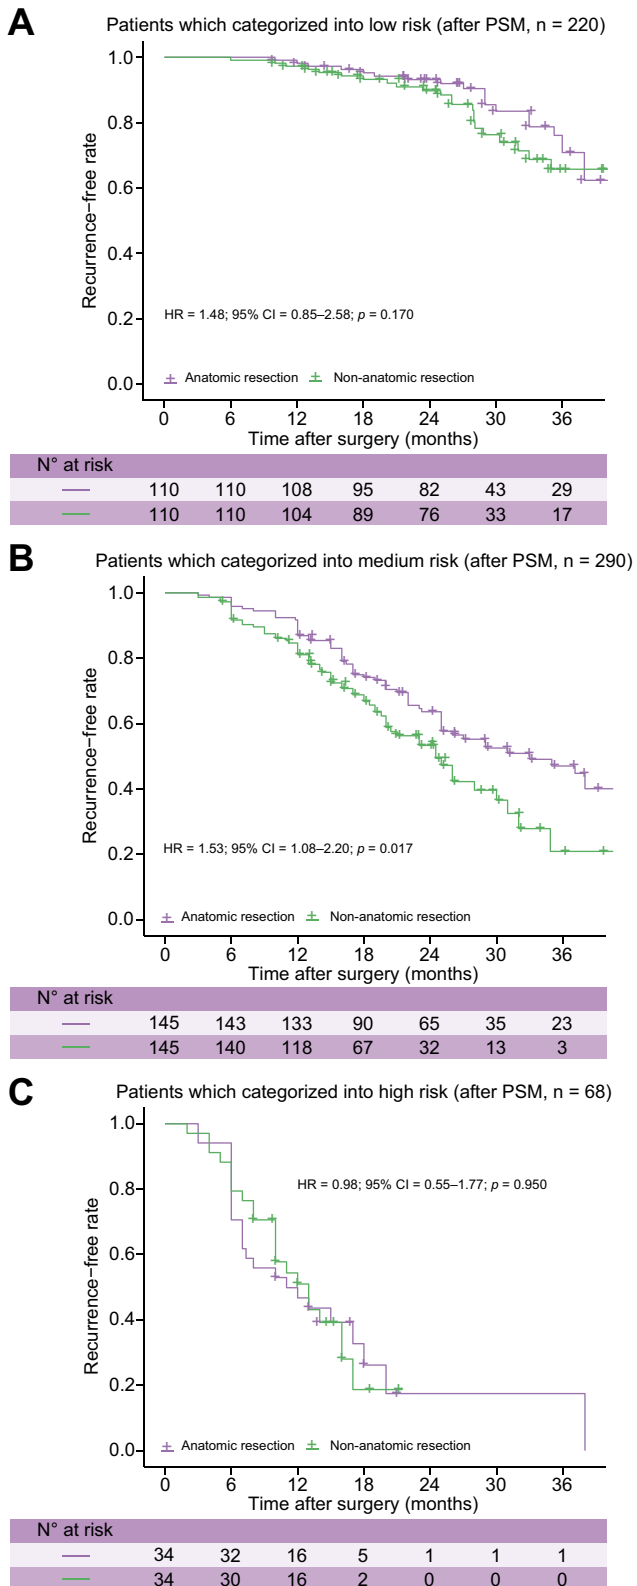 A
Patients which categorized into low risk (after PSM, n = 220)
Recurrence−free rate
1.0
0.8
0.6
0.4
0.2
0.0
HR = 1.48; 95% CI = 0.85–2.58; p = 0.170
Anatomic resection Non-anatomic resection
0 6 12 18 24 30 36
Time after surgery (months)
N° at risk
110 110 108 95 82 43 29
110 110 104 89 76 33 17
B
Patients which categorized into medium risk (after PSM, n = 290)
Recurrence−free rate
1.0
0.8
0.6
0.4
0.2
0.0
HR = 1.53; 95% CI = 1.08–2.20; p = 0.017
Anatomic resection Non-anatomic resection
0 6 12 18 24 30 36
Time after surgery (months)
N° at risk
145 143 133 90 65 35 23
145 140 118 67 32 13 3
C
Patients which categorized into high risk (after PSM, n = 68)
Recurrence−free rate
1.0
0.8
0.6
0.4
0.2
0.0
HR = 0.98; 95% CI = 0.55–1.77; p = 0.950
Anatomic resection Non-anatomic resection
0 6 12 18 24 30 36
Time after surgery (months)
N° at risk
34 32 16 5 1 1 1
34 30 16 2 0 0 0